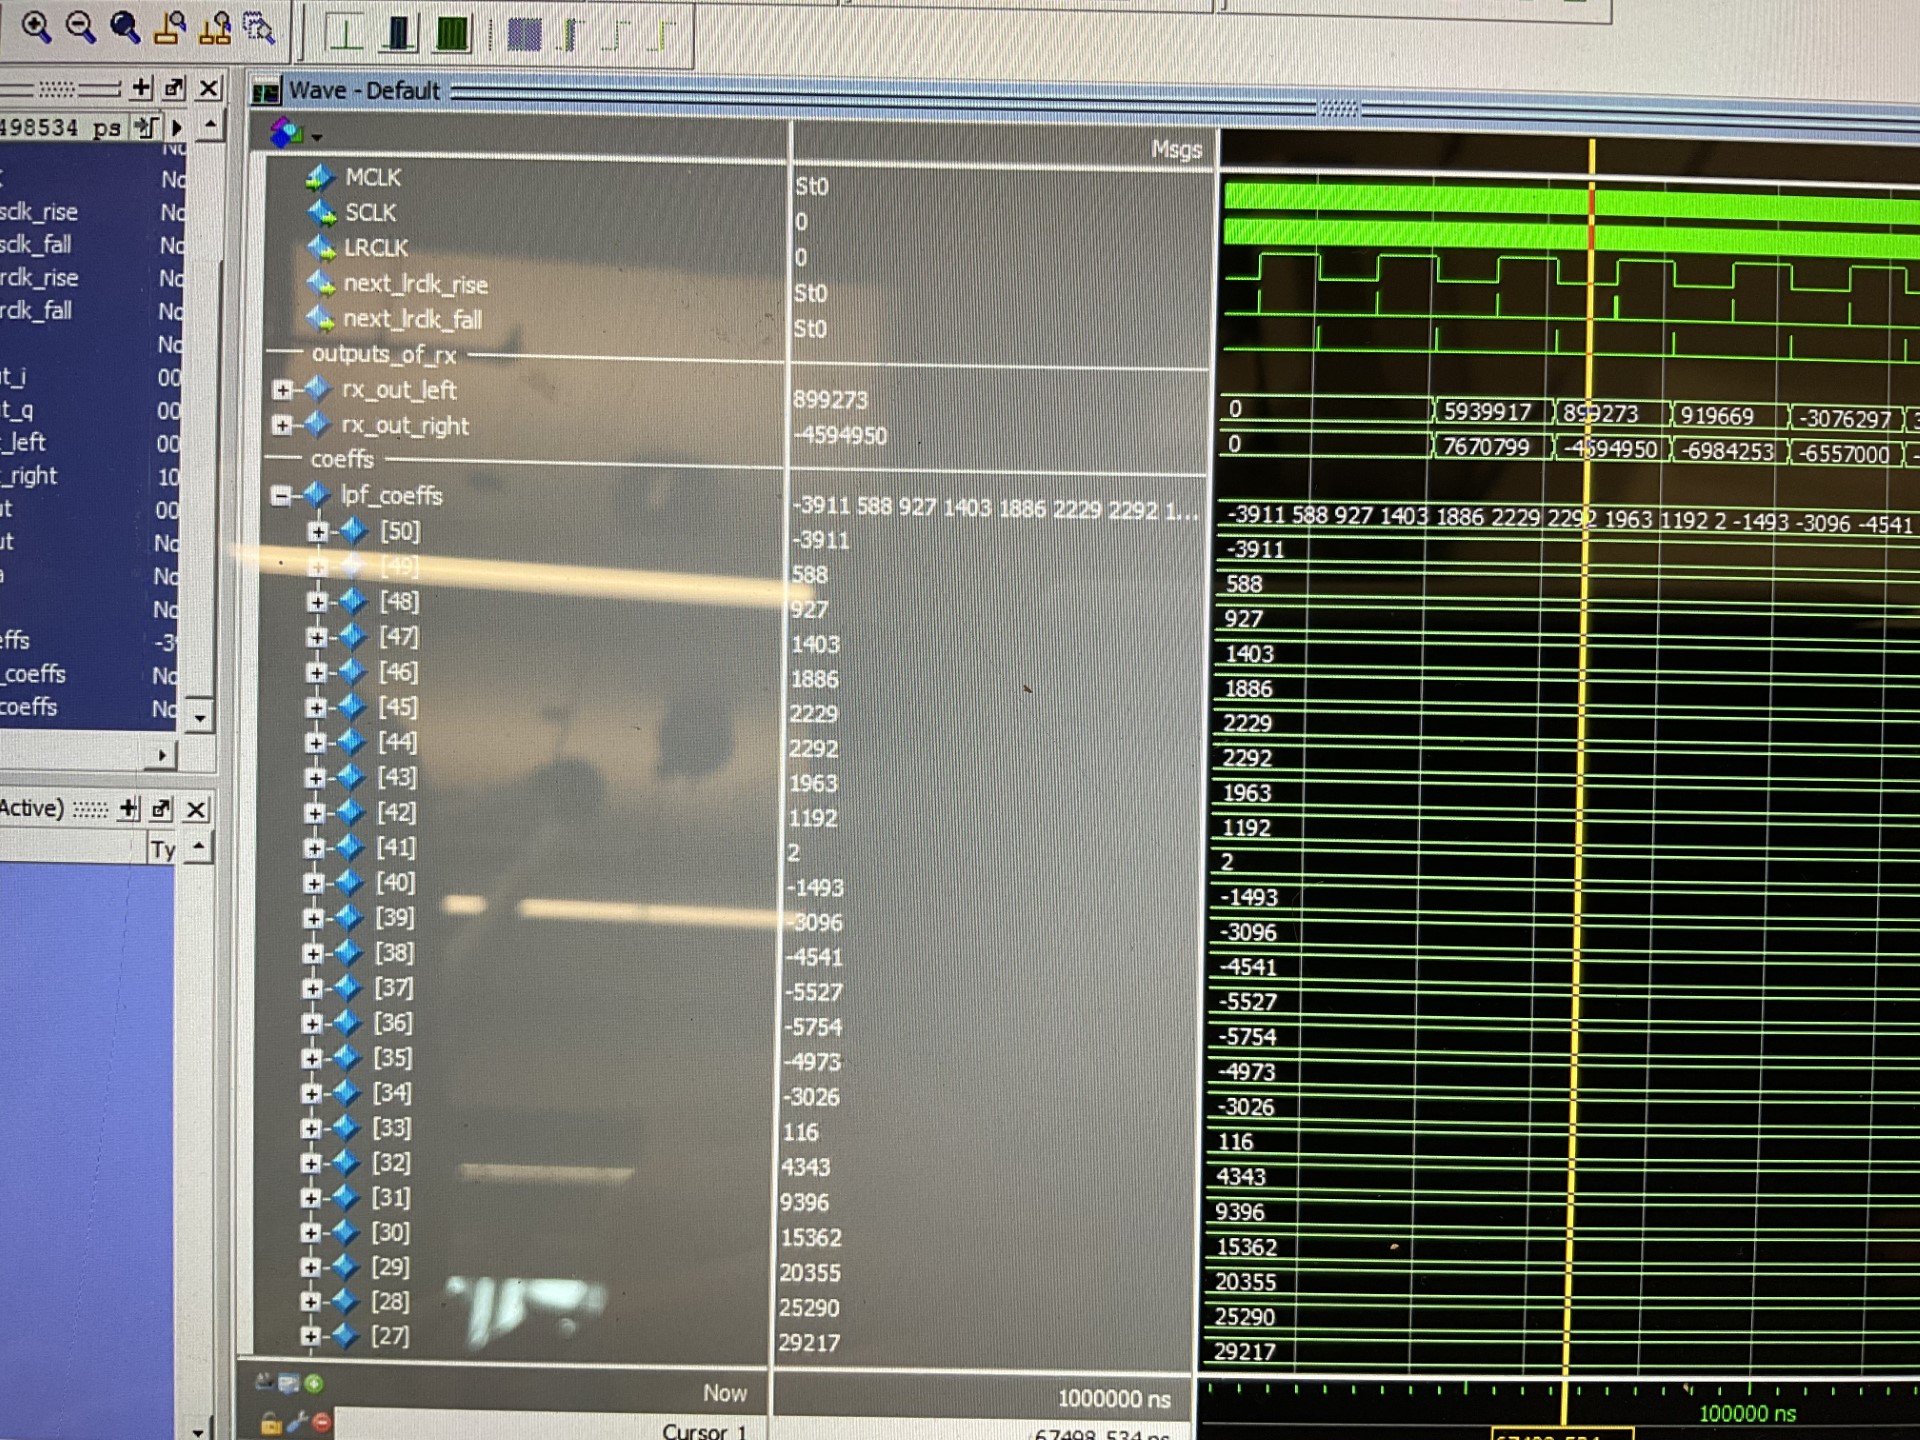 Wave - Default
498534 ps
Msgs
MCLK St0
SCLK 0
LRCLK 0
next_lrclk_rise St0
next_lrclk_fall St0
outputs_of_rx
rx_out_left 899273 0 5939917 899273 919669 -3076297
rx_out_right -4594950 0 7670799 -4594950 -6984253 -6557000
coeffs
lpf_coeffs -3911 588 927 1403 1886 2229 2292 1... -3911 588 927 1403 1886 2229 2292 1963 1192 2 -1493 -3096 -4541
[50] -3911 -3911
[49] 588 588
[48] 927 927
[47] 1403 1403
[46] 1886 1886
[45] 2229 2229
[44] 2292 2292
[43] 1963 1963
[42] 1192 1192
[41] 2 2
[40] -1493 -1493
[39] -3096 -3096
[38] -4541 -4541
[37] -5527 -5527
[36] -5754 -5754
[35] -4973 -4973
[34] -3026 -3026
[33] 116 116
[32] 4343 4343
[31] 9396 9396
[30] 15362 15362
[29] 20355 20355
[28] 25290 25290
[27] 29217 29217
Now 1000000 ns
100000 ns
Cursor 1 67498.534 ns
sclk_rise Nc
sclk_fall Nc
rclk_rise Nc
rclk_fall Nc
Nc
t_i 00
t_q 00
_left 00
_right 10
ut 00
ut Nc
Nc
Nc
effs -3
_coeffs Nc
coeffs Nc
Active)
Ty